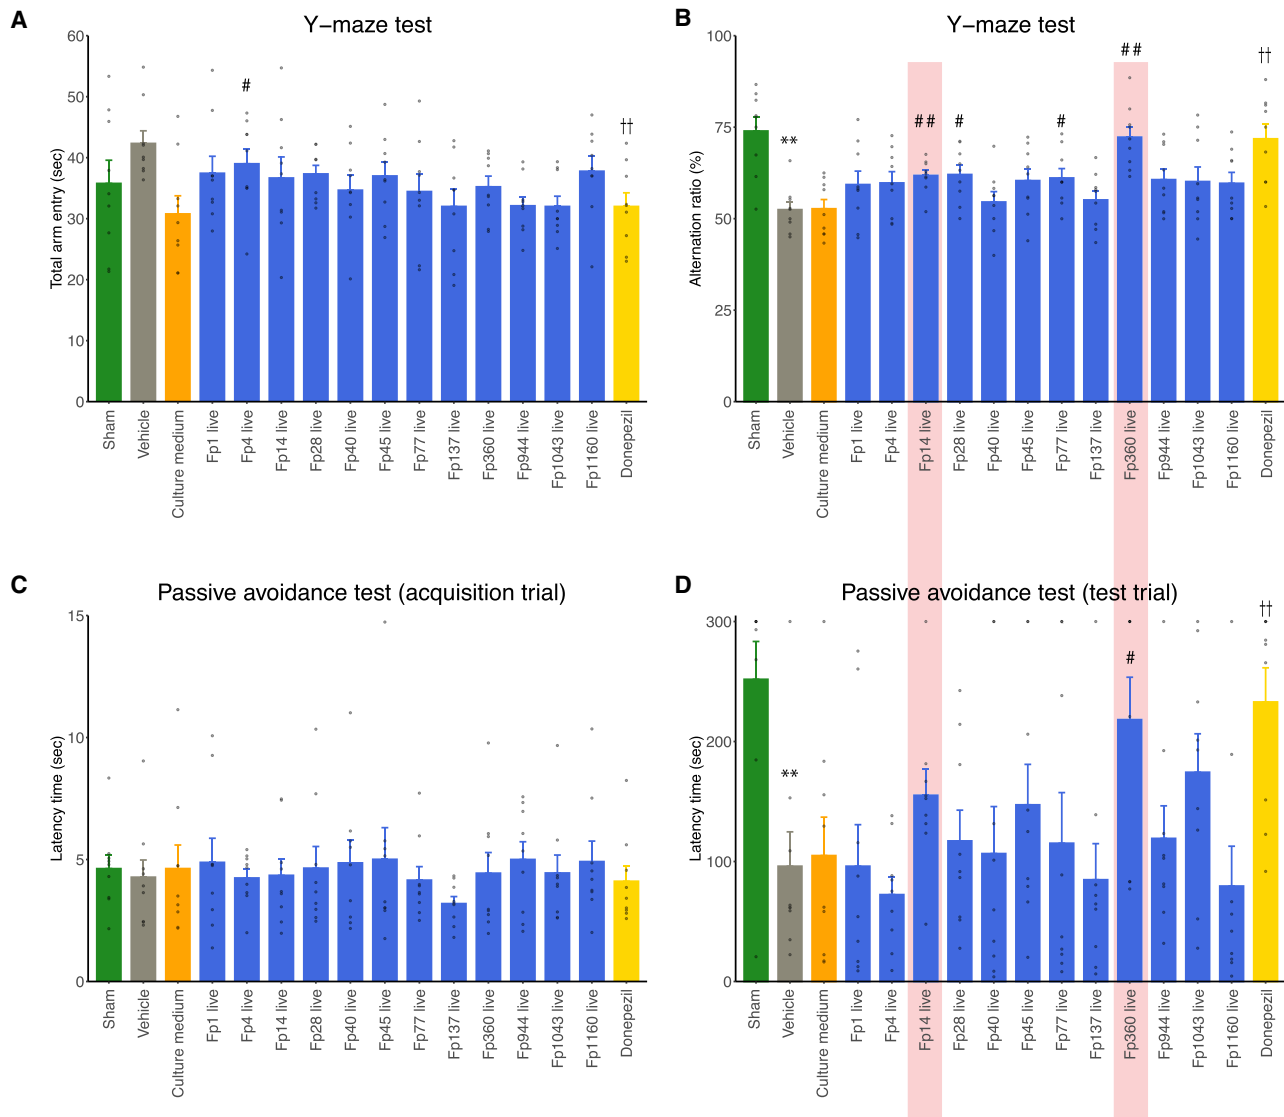 A
Y−maze test
Total arm entry (sec)
60
50
40
30
20
10
0
#
††
Sham
Vehicle
Culture medium
Fp1 live
Fp4 live
Fp14 live
Fp28 live
Fp40 live
Fp45 live
Fp77 live
Fp137 live
Fp360 live
Fp944 live
Fp1043 live
Fp1160 live
Donepezil
B
Y−maze test
Alternation ratio (%)
100
75
50
25
0
**
##
#
#
##
††
Sham
Vehicle
Culture medium
Fp1 live
Fp4 live
Fp14 live
Fp28 live
Fp40 live
Fp45 live
Fp77 live
Fp137 live
Fp360 live
Fp944 live
Fp1043 live
Fp1160 live
Donepezil
C
Passive avoidance test (acquisition trial)
Latency time (sec)
15
10
5
0
Sham
Vehicle
Culture medium
Fp1 live
Fp4 live
Fp14 live
Fp28 live
Fp40 live
Fp45 live
Fp77 live
Fp137 live
Fp360 live
Fp944 live
Fp1043 live
Fp1160 live
Donepezil
D
Passive avoidance test (test trial)
Latency time (sec)
300
200
100
0
**
#
††
Sham
Vehicle
Culture medium
Fp1 live
Fp4 live
Fp14 live
Fp28 live
Fp40 live
Fp45 live
Fp77 live
Fp137 live
Fp360 live
Fp944 live
Fp1043 live
Fp1160 live
Donepezil